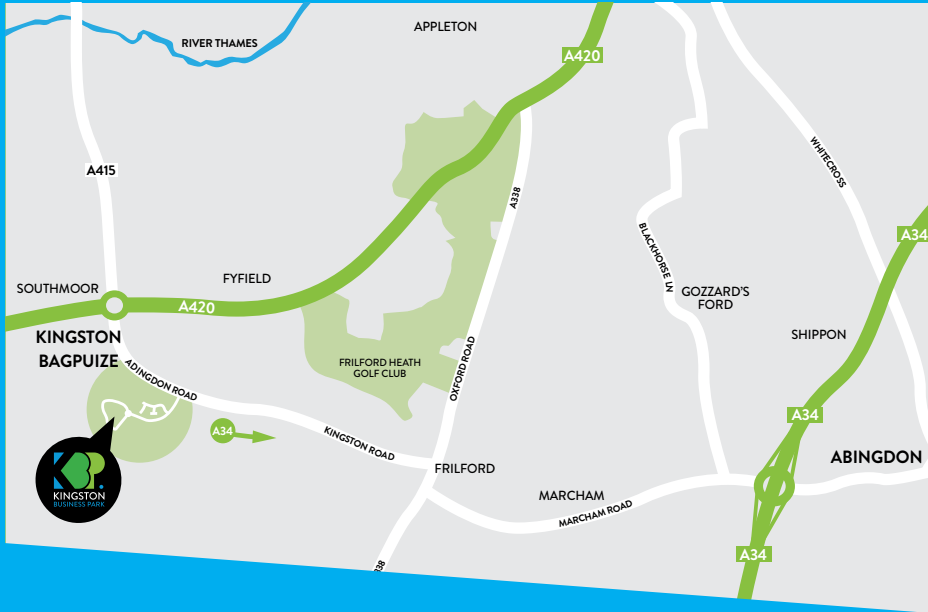 APPLETON
RIVER THAMES
A420
A415
WHITECROSS
A338
A34
BLACKHORSE LN
FYFIELD
SOUTHMOOR
A420
GOZZARD'S
FORD
KINGSTON
BAGPUIZE
SHIPPON
ADINGDON ROAD
FRILFORD HEATH
GOLF CLUB
OXFORD ROAD
A34
A34
KINGSTON ROAD
ABINGDON
FRILFORD
KBP.
KINGSTON
BUSINESS PARK
MARCHAM
MARCHAM ROAD
A34